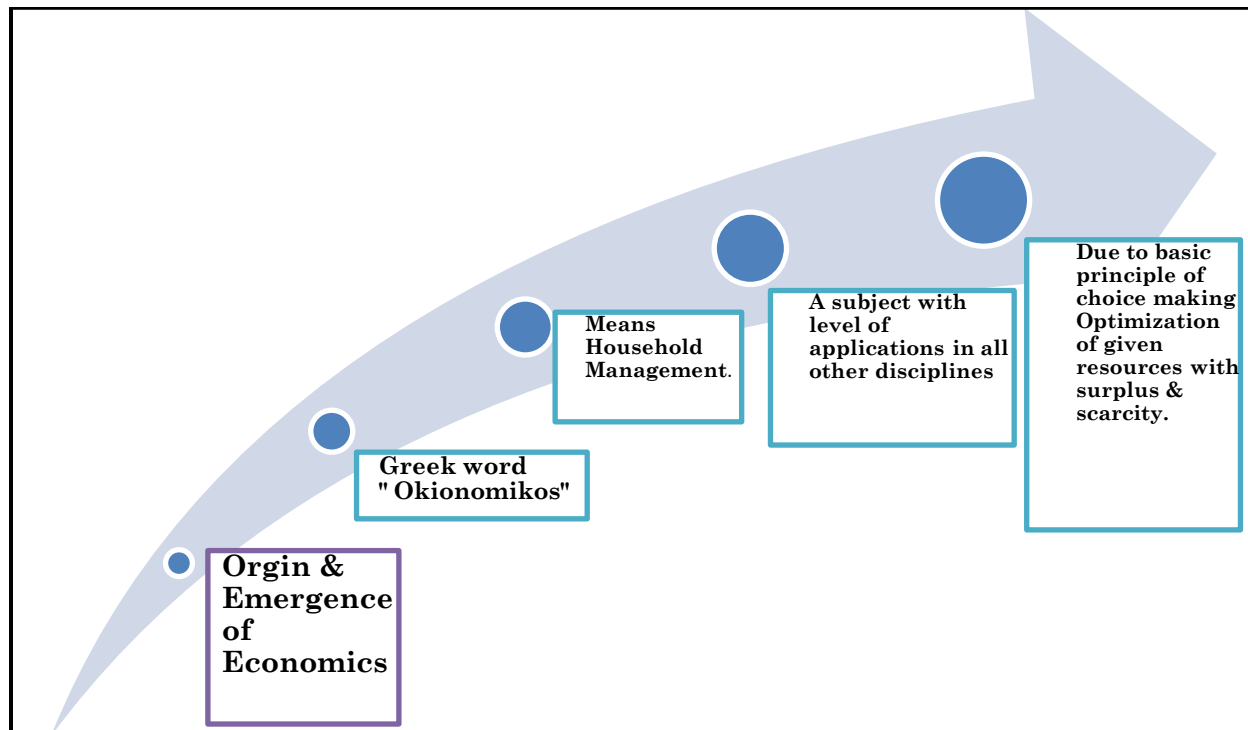 Orgin &
Emergence
of
Economics
Greek word
" Okionomikos"
Means
Household
Management.
A subject with
level of
applications in all
other disciplines
Due to basic
principle of
choice making
Optimization
of given
resources with
surplus &
scarcity.